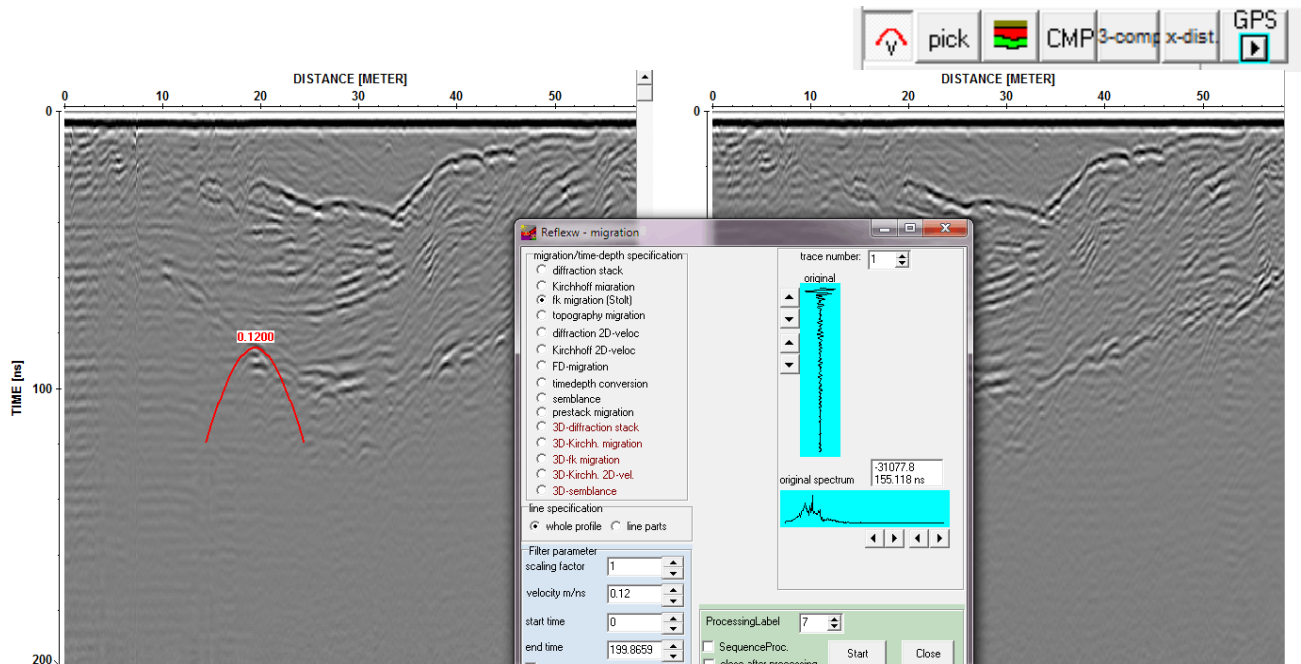 GPS
V pick CMP 3-comp x-dist.
DISTANCE [METER]
0 10 20 30 40 50
DISTANCE [METER]
0 10 20 30 40 50
0
100
200
TIME [ns]
0.1200
0
Reflexw - migration
migration/time-depth specification
diffraction stack
Kirchhoff migration
fk migration (Stolt)
topography migration
diffraction 2D-veloc
Kirchhoff 2D-veloc
FD-migration
timedepth conversion
semblance
prestack migration
3D-diffraction stack
3D-Kirchh. migration
3D-fk migration
3D-Kirchh. 2D-vel.
3D-semblance
line specification
whole profile line parts
Filter parameter
scaling factor 1
velocity m/ns 0.12
start time 0
end time 199.8659
trace number: 1
original
original spectrum
-31077.8
155.118 ns
ProcessingLabel 7
SequenceProc.
close after processing
Start Close